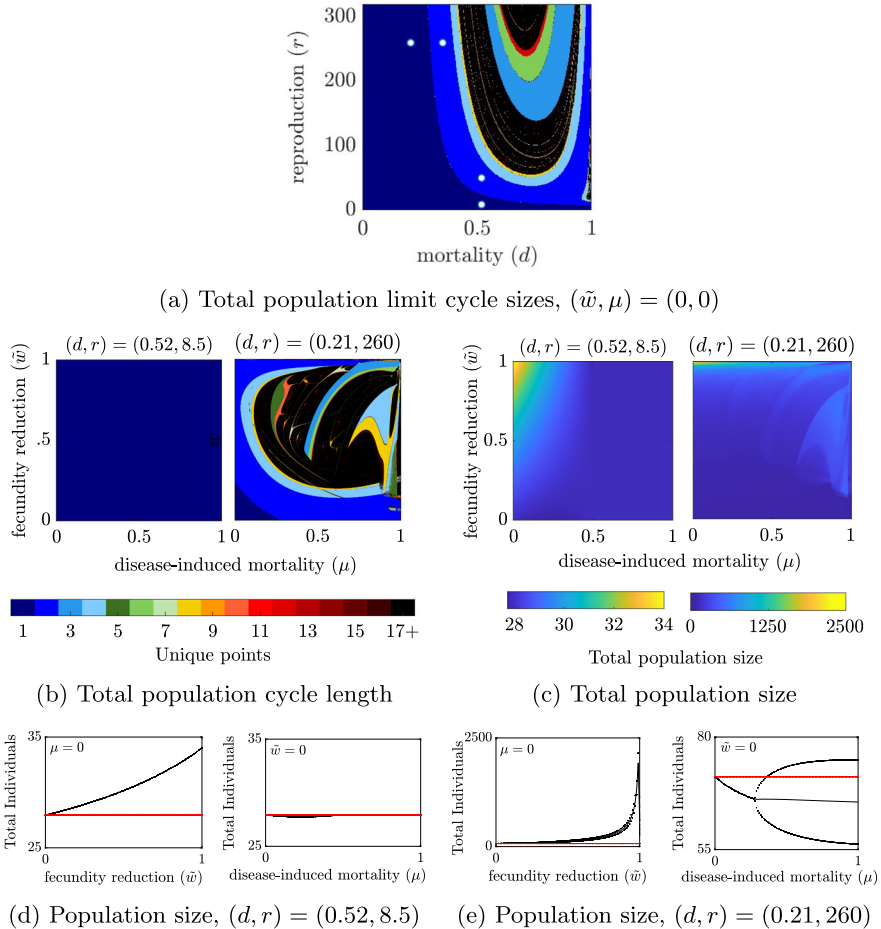 300
200
100
0
reproduction (r)
0
0.5
1
mortality (d)
(a) Total population limit cycle sizes, (w̃, μ) = (0, 0)
(d, r) = (0.52, 8.5)
(d, r) = (0.21, 260)
1
.5
0
fecundity reduction (w̃)
0
0.5
1
0
0.5
1
disease-induced mortality (μ)
1
3
5
7
9
11
13
15
17+
Unique points
(b) Total population cycle length
(d, r) = (0.52, 8.5)
(d, r) = (0.21, 260)
1
0.5
0
fecundity reduction (w̃)
0
0.5
1
0
0.5
1
disease-induced mortality (μ)
28
30
32
34
0
1250
2500
Total population size
(c) Total population size
35
25
Total Individuals
μ = 0
0
1
fecundity reduction (w̃)
35
25
Total Individuals
w̃ = 0
0
1
disease-induced mortality (μ)
(d) Population size, (d, r) = (0.52, 8.5)
2500
0
Total Individuals
μ = 0
0
1
fecundity reduction (w̃)
80
55
Total Individuals
w̃ = 0
0
1
disease-induced mortality (μ)
(e) Population size, (d, r) = (0.21, 260)